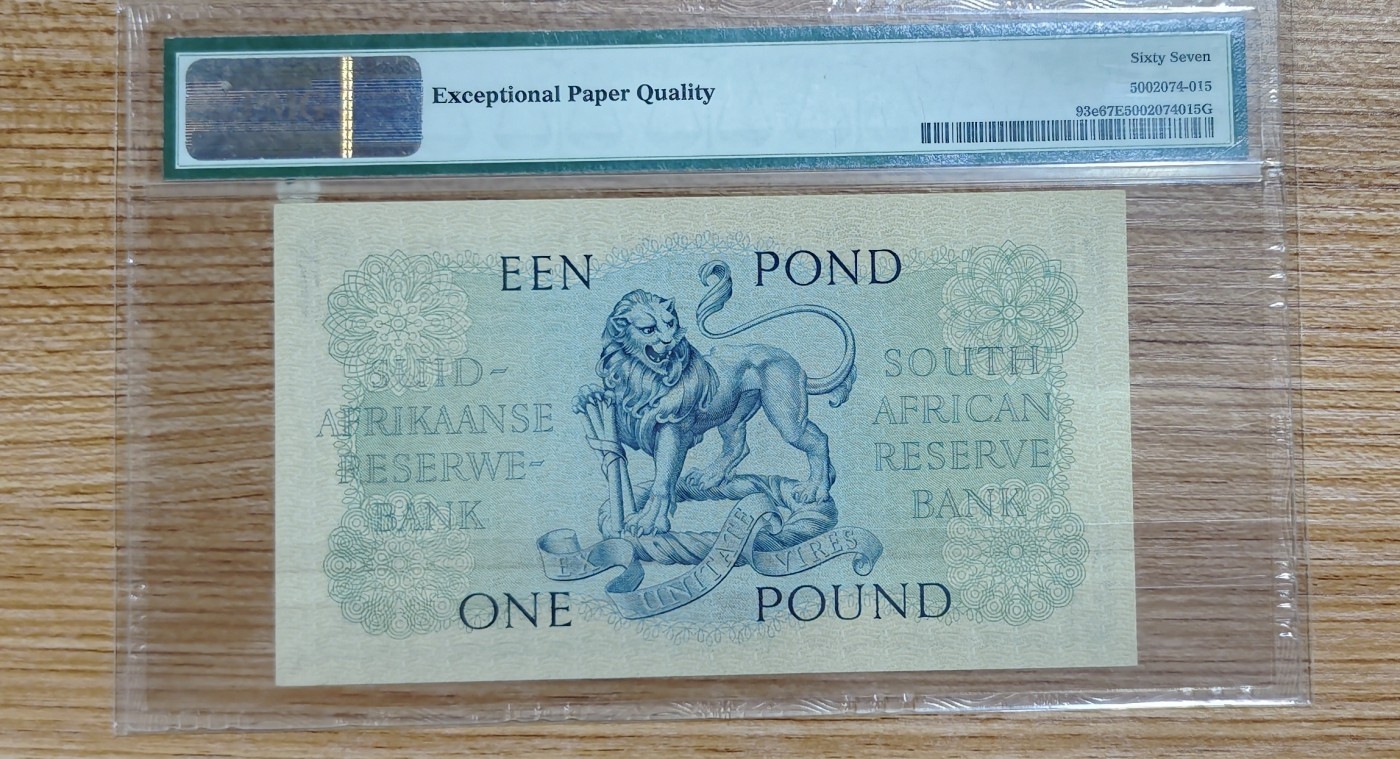 Exceptional Paper Quality
Sixty Seven
5002074-015
93e67E5002074015G
EEN POND
SUID-
AFRIKAANSE
RESERWE-
BANK
SOUTH
AFRICAN
RESERVE
BANK
EX UNITATE VIRES
ONE POUND